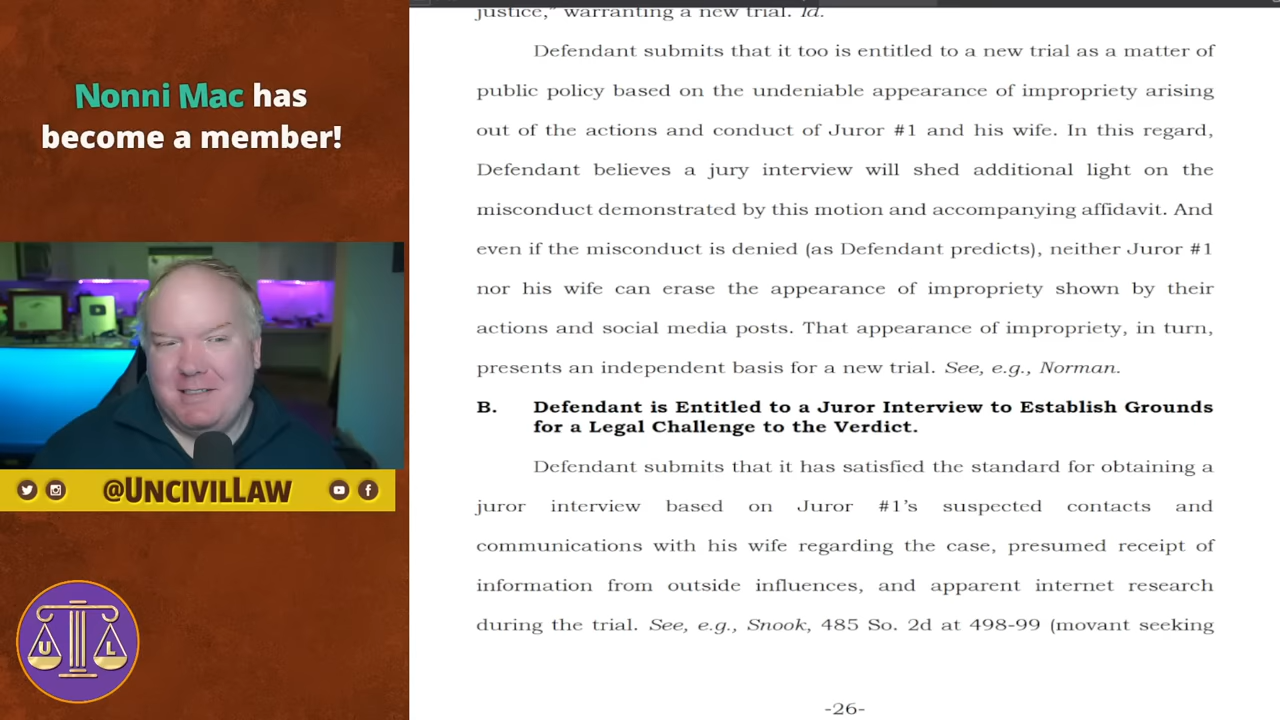 Nonni Mac has
become a member!
@UNCIVILLAW
U L
justice,” warranting a new trial. Id.
Defendant submits that it too is entitled to a new trial as a matter of
public policy based on the undeniable appearance of impropriety arising
out of the actions and conduct of Juror #1 and his wife. In this regard,
Defendant believes a jury interview will shed additional light on the
misconduct demonstrated by this motion and accompanying affidavit. And
even if the misconduct is denied (as Defendant predicts), neither Juror #1
nor his wife can erase the appearance of impropriety shown by their
actions and social media posts. That appearance of impropriety, in turn,
presents an independent basis for a new trial. See, e.g., Norman.
B. Defendant is Entitled to a Juror Interview to Establish Grounds
for a Legal Challenge to the Verdict.
Defendant submits that it has satisfied the standard for obtaining a
juror interview based on Juror #1’s suspected contacts and
communications with his wife regarding the case, presumed receipt of
information from outside influences, and apparent internet research
during the trial. See, e.g., Snook, 485 So. 2d at 498-99 (movant seeking
-26-